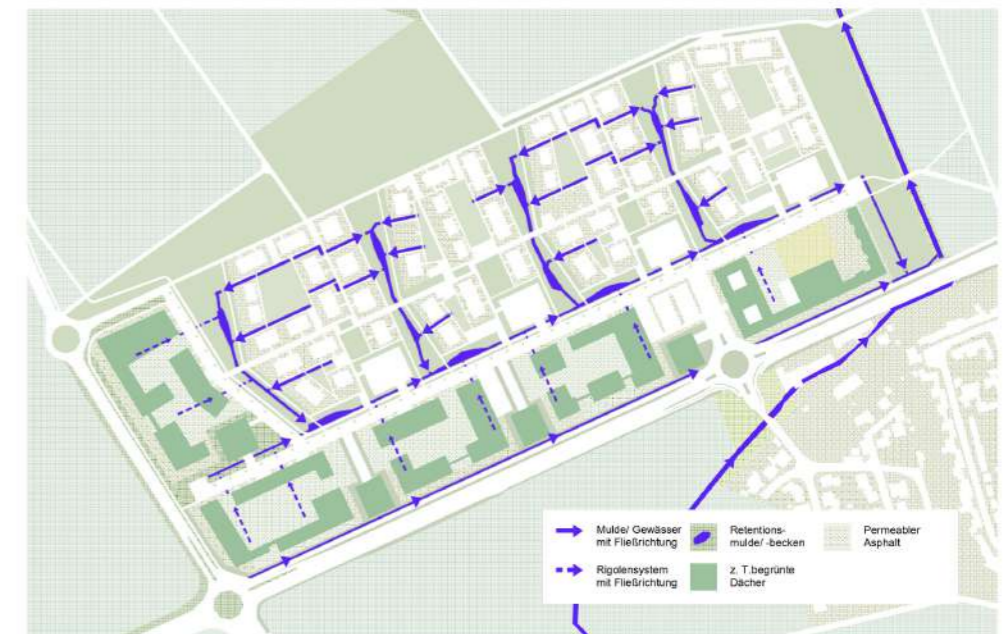 Mulde/ Gewässer
mit Fließrichtung
Retentions-
mulde/ -becken
Permeabler
Asphalt
Rigolensystem
mit Fließrichtung
z. T.begrünte
Dächer